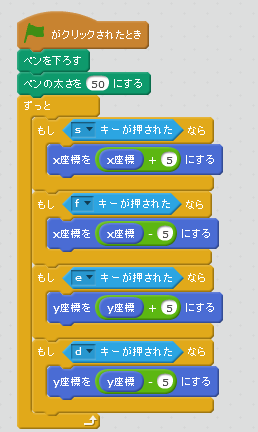 がクリックされたとき
ペンを下ろす
ペンの太さを 50 にする
ずっと
もし s キーが押された なら
x座標を x座標 + 5 にする
もし f キーが押された なら
x座標を x座標 - 5 にする
もし e キーが押された なら
y座標を y座標 + 5 にする
もし d キーが押された なら
y座標を y座標 - 5 にする